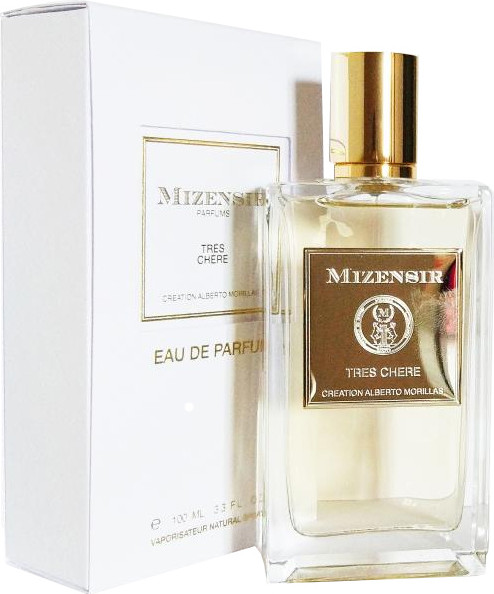 MIZENSIR
PARFUMS
TRES
CHERE
CREATION ALBERTO MORILLAS
EAU DE PARFUM
e 100 ML 3.3 FL
VAPORISATEUR NATURAL SPRAY
MIZENSIR
M
TRES CHERE
CREATION ALBERTO MORILLAS